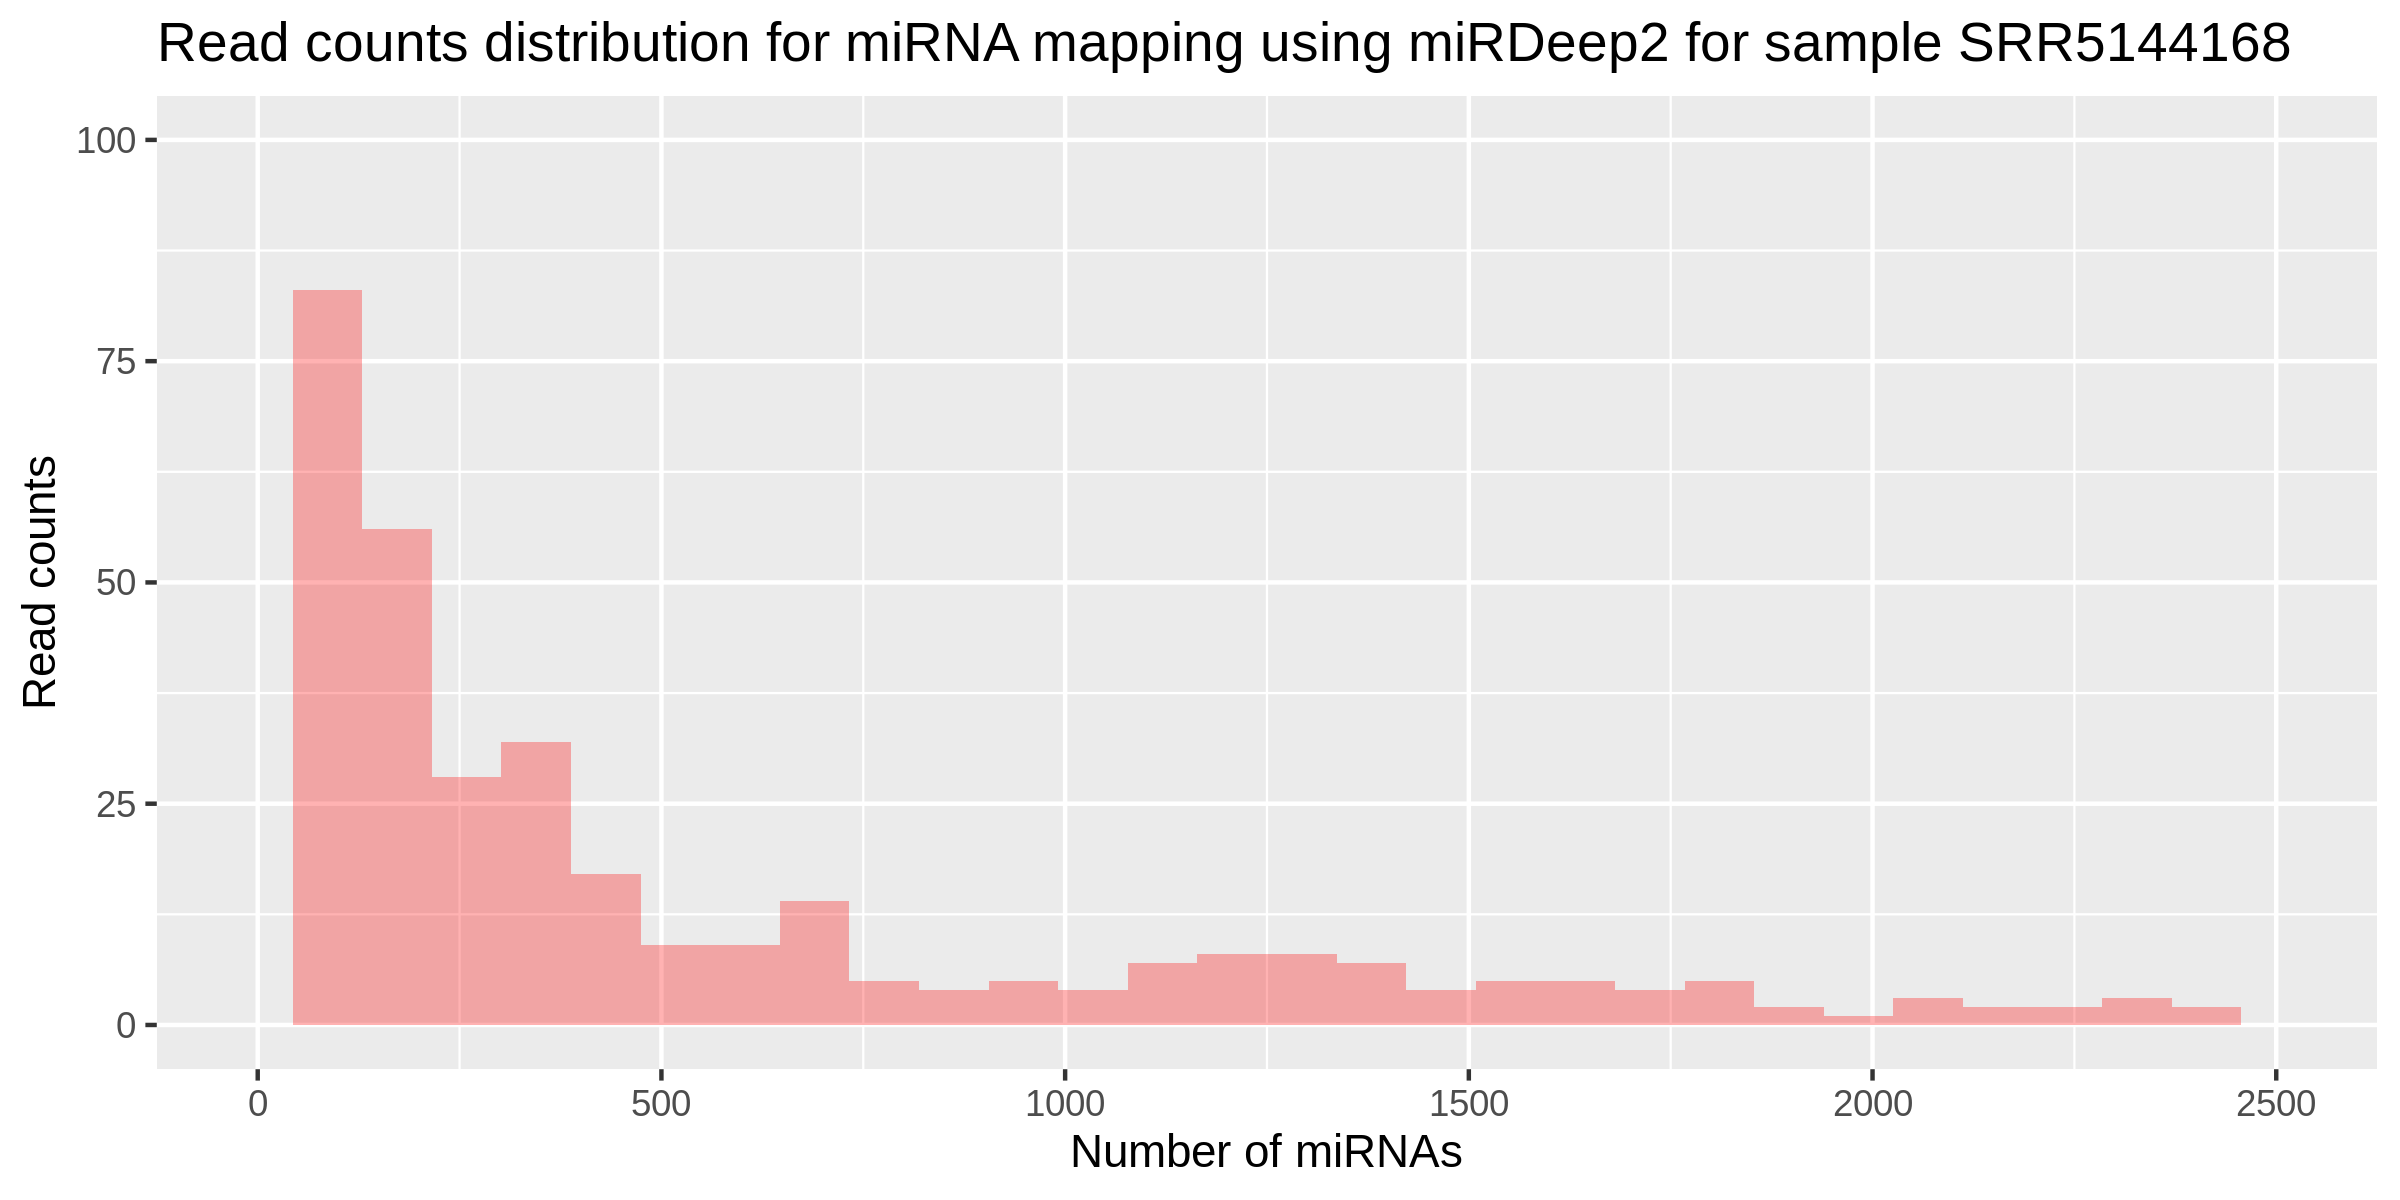 Read counts distribution for miRNA mapping using miRDeep2 for sample SRR5144168
100
75
50
25
0
Read counts
0 500 1000 1500 2000 2500
Number of miRNAs